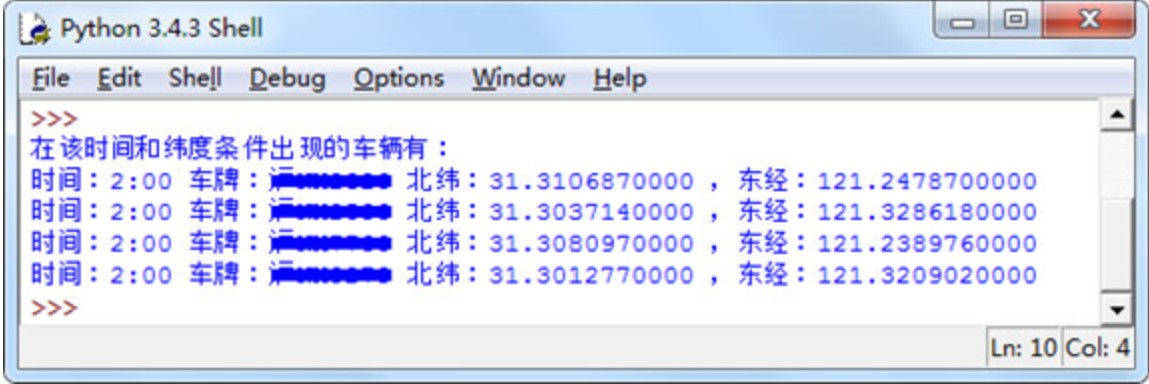 Python 3.4.3 Shell
File Edit Shell Debug Options Window Help
>>>
在该时间和纬度条件出现的车辆有：
时间：2:00 车牌： 北纬：31.3106870000 ，东经：121.2478700000
时间：2:00 车牌： 北纬：31.3037140000 ，东经：121.3286180000
时间：2:00 车牌： 北纬：31.3080970000 ，东经：121.2389760000
时间：2:00 车牌： 北纬：31.3012770000 ，东经：121.3209020000
>>>
Ln: 10 Col: 4